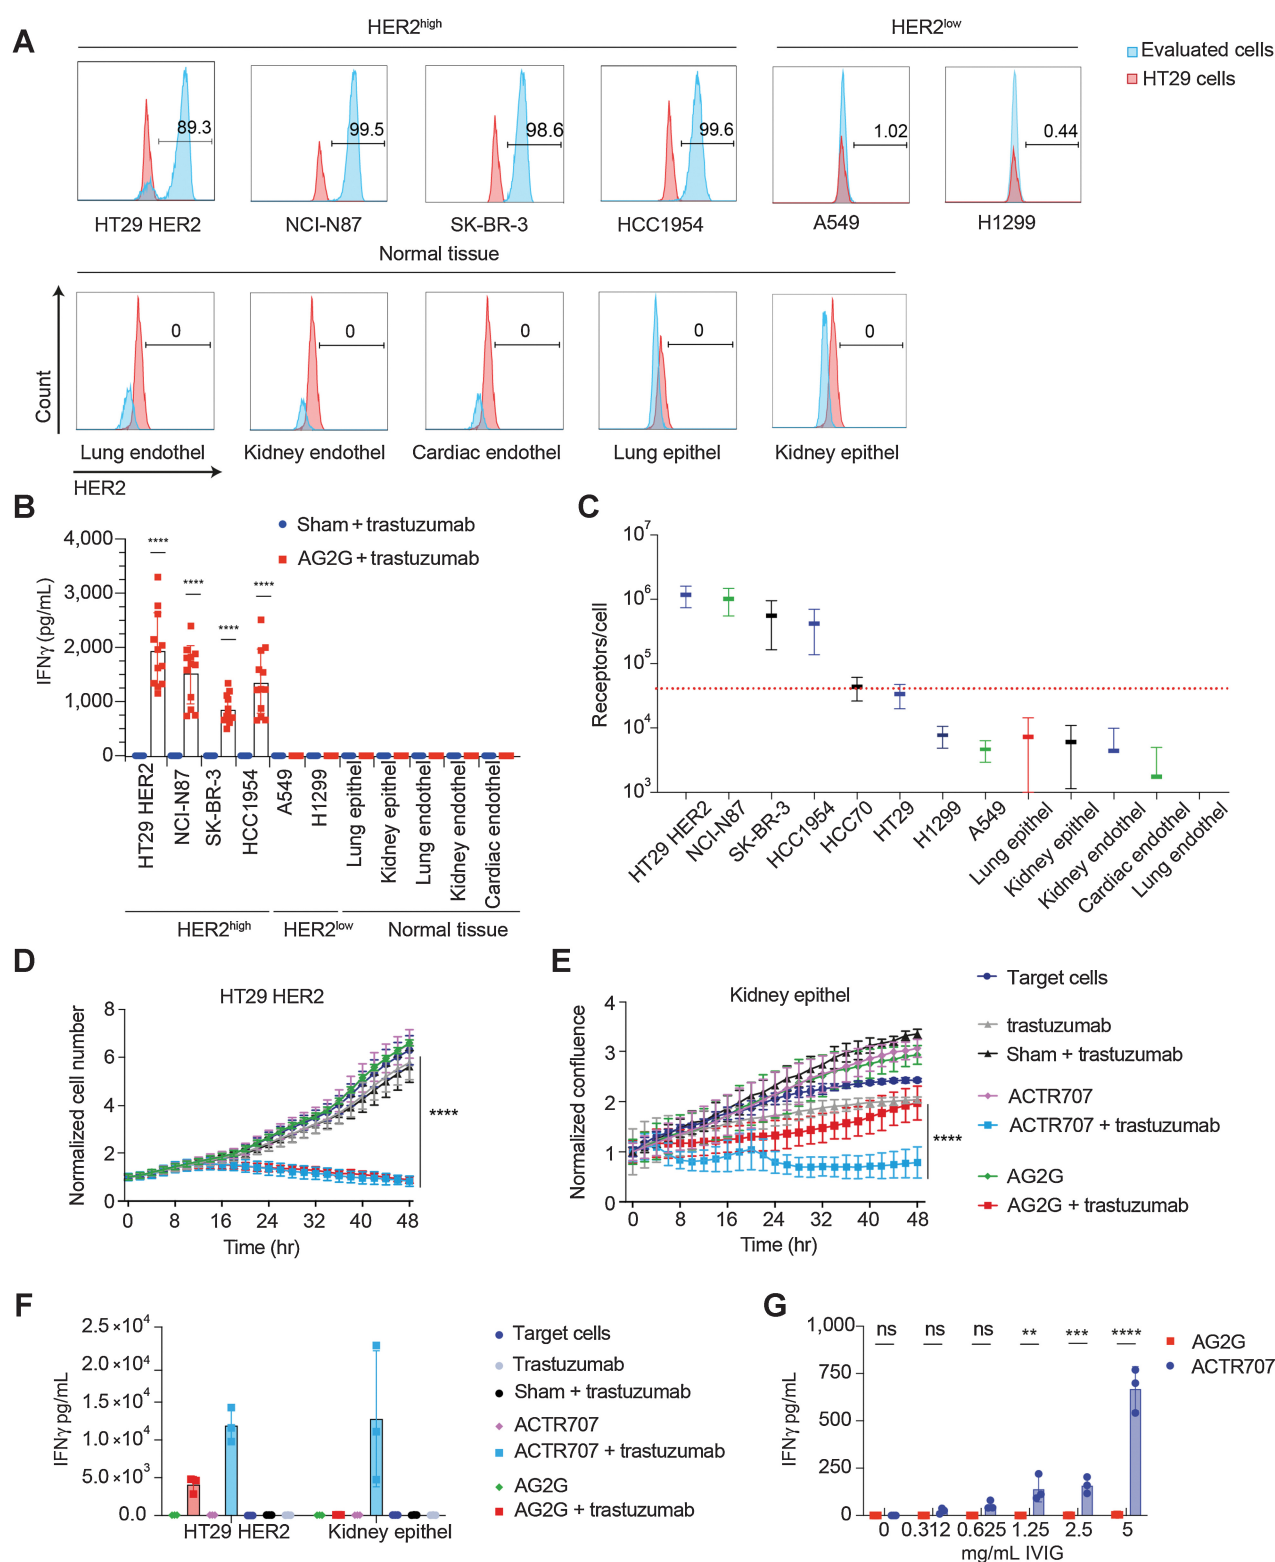 A
HER2high
HER2low
Evaluated cells
HT29 cells
89.3
99.5
98.6
99.6
1.02
0.44
HT29 HER2
NCI-N87
SK-BR-3
HCC1954
A549
H1299
Normal tissue
0
0
0
0
0
Count
Lung endothel
Kidney endothel
Cardiac endothel
Lung epithel
Kidney epithel
HER2
B
Sham + trastuzumab
AG2G + trastuzumab
IFNγ (pg/mL)
4,000
3,000
2,000
1,000
0
****
****
****
****
HT29 HER2
NCI-N87
SK-BR-3
HCC1954
A549
H1299
Lung epithel
Kidney epithel
Lung endothel
Kidney endothel
Cardiac endothel
HER2high
HER2low
Normal tissue
C
Receptors/cell
10^7
10^6
10^5
10^4
10^3
HT29 HER2
NCI-N87
SK-BR-3
HCC1954
HCC70
HT29
H1299
A549
Lung epithel
Kidney epithel
Kidney endothel
Cardiac endothel
Lung endothel
D
HT29 HER2
Normalized cell number
8
6
4
2
0
0 8 16 24 32 40 48
Time (hr)
****
E
Kidney epithel
Normalized confluence
4
3
2
1
0
0 8 16 24 32 40 48
Time (hr)
****
Target cells
trastuzumab
Sham + trastuzumab
ACTR707
ACTR707 + trastuzumab
AG2G
AG2G + trastuzumab
F
IFNγ pg/mL
2.5 ×10^4
2.0 ×10^4
1.5 ×10^4
1.0 ×10^4
5.0 ×10^3
0.0
HT29 HER2
Kidney epithel
Target cells
Trastuzumab
Sham + trastuzumab
ACTR707
ACTR707 + trastuzumab
AG2G
AG2G + trastuzumab
G
IFNγ pg/mL
1,000
750
500
250
0
ns ns ns ** *** ****
AG2G
ACTR707
0 0.312 0.625 1.25 2.5 5
mg/mL IVIG